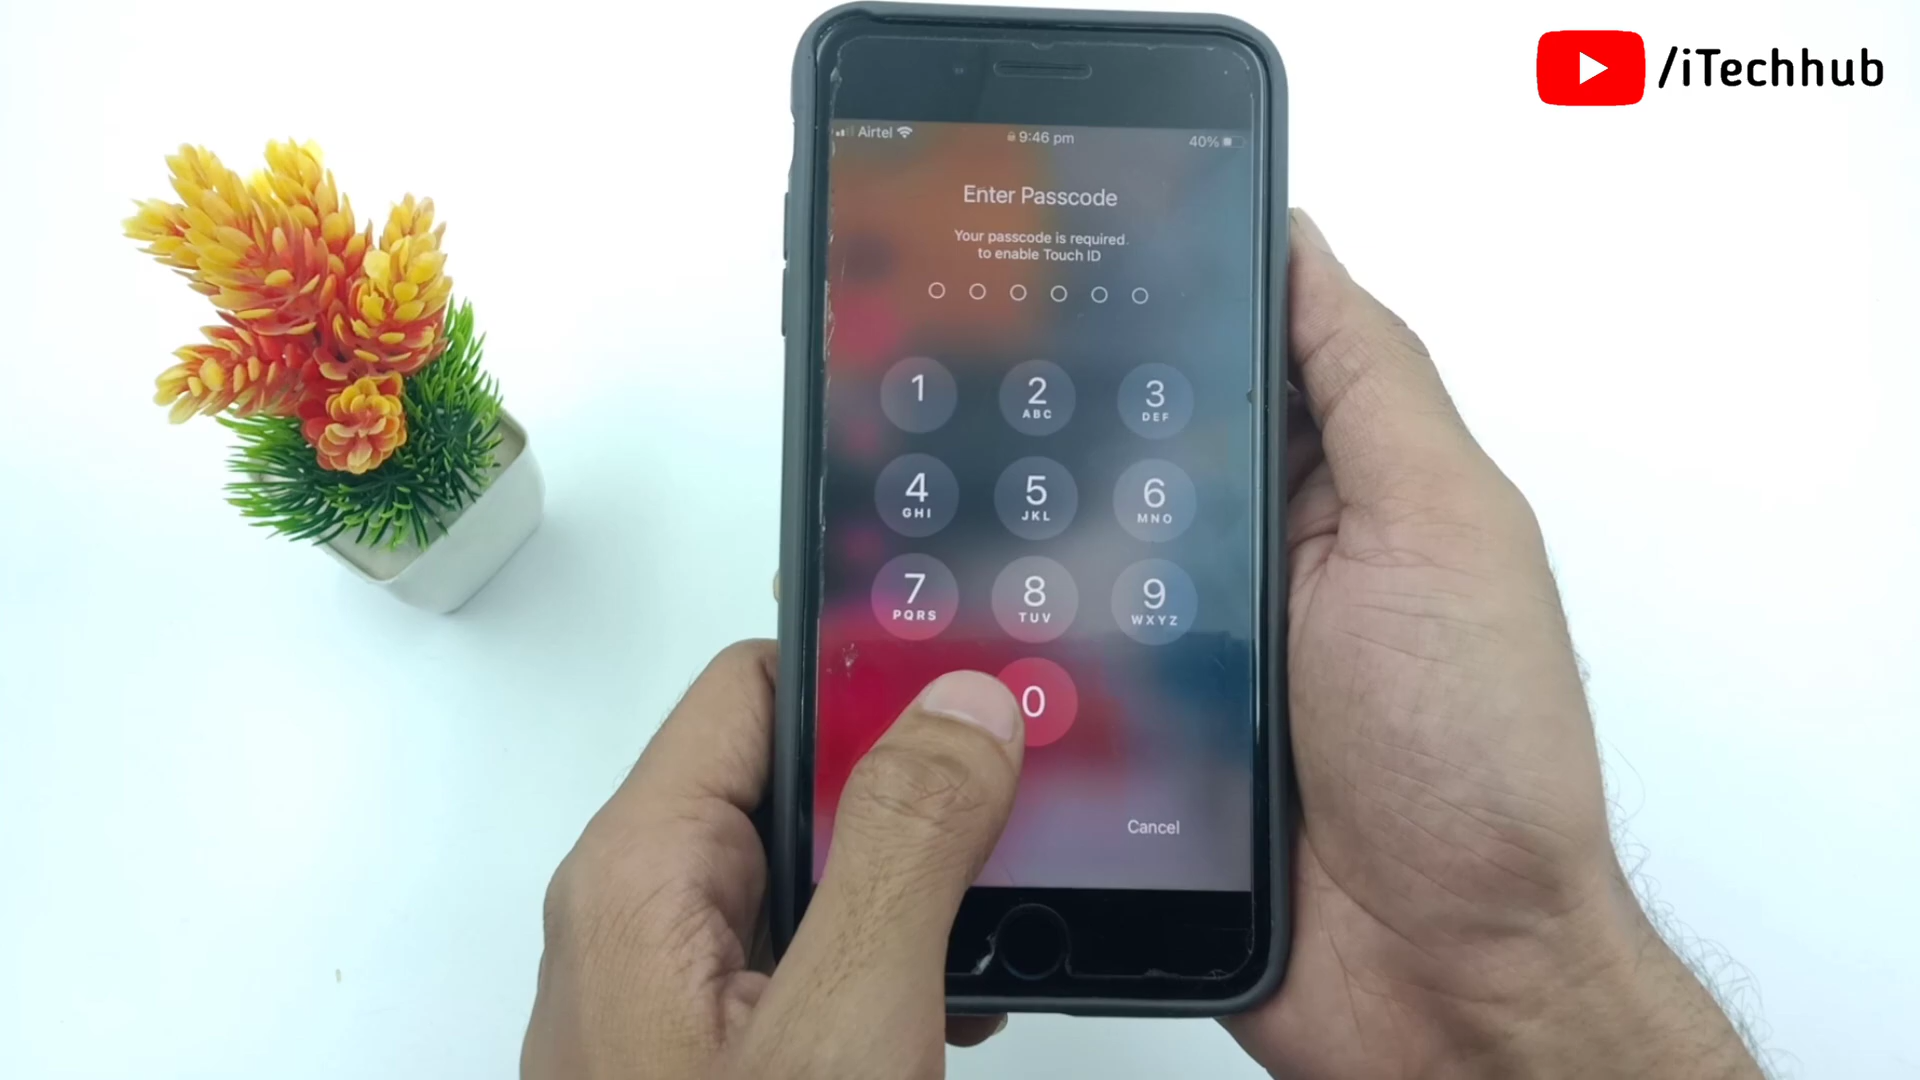 /iTechhub
Airtel
9:46 pm
40%
Enter Passcode
Your passcode is required
to enable Touch ID
1
2
3
ABC
DEF
4
5
6
GHI
JKL
MNO
7
8
9
PQRS
TUV
WXYZ
0
Cancel